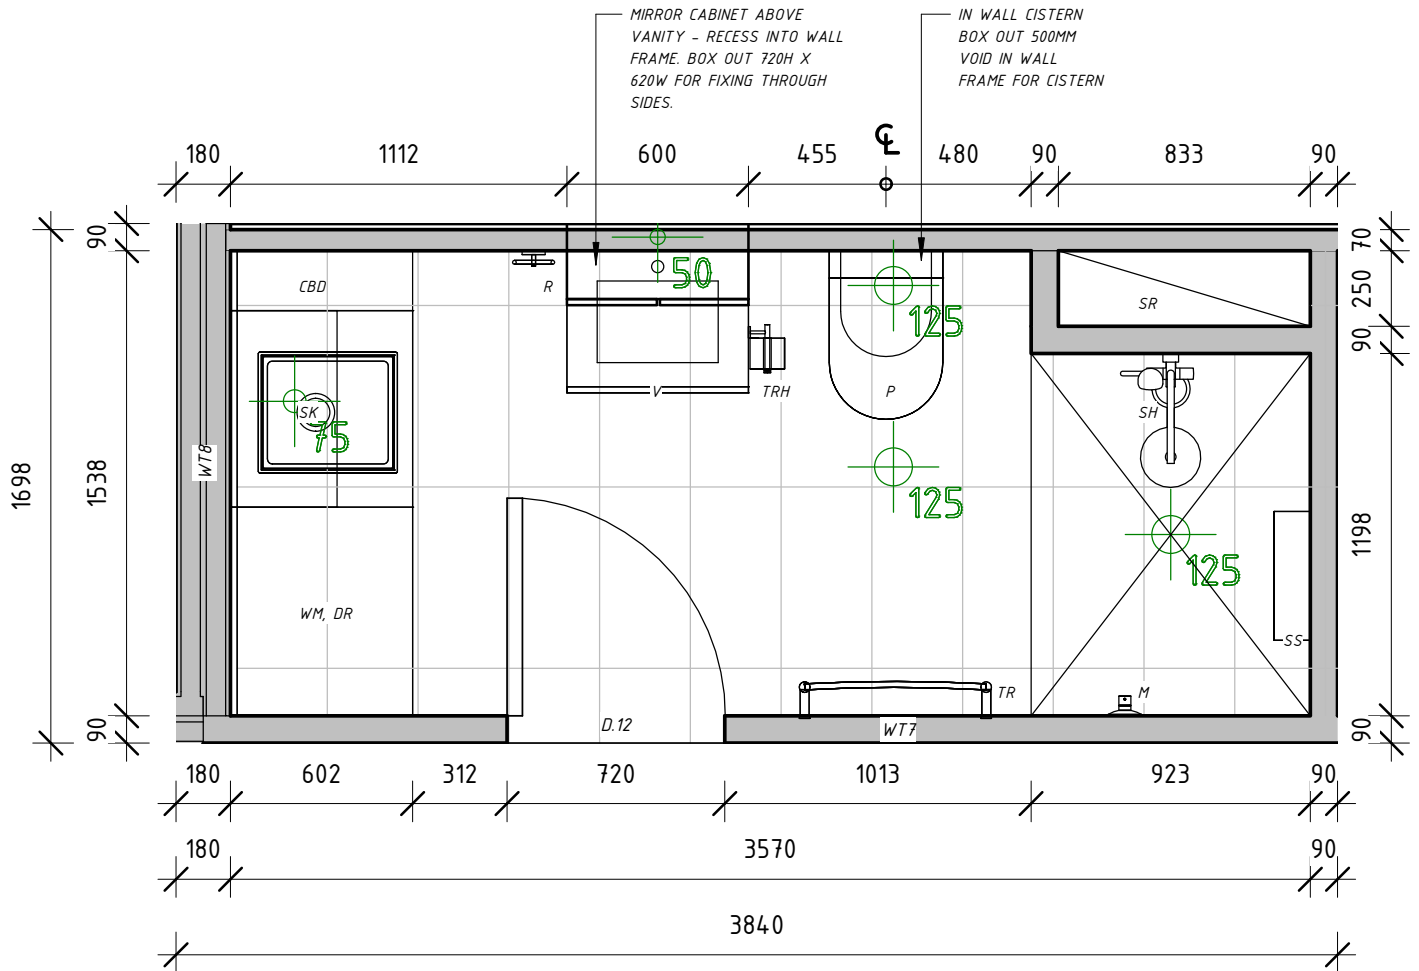 MIRROR CABINET ABOVE
VANITY - RECESS INTO WALL
FRAME. BOX OUT 720H X
620W FOR FIXING THROUGH
SIDES.
IN WALL CISTERN
BOX OUT 500MM
VOID IN WALL
FRAME FOR CISTERN
180
1112
600
455
℄
480
90
833
90
90
1538
90
1698
70
250
90
1198
90
CBD
R
50
125
SR
SK
75
V
TRH
P
SH
WT8
125
125
WM, DR
SS
TR
M
D.12
WT7
180
602
312
720
1013
923
90
180
3570
90
3840